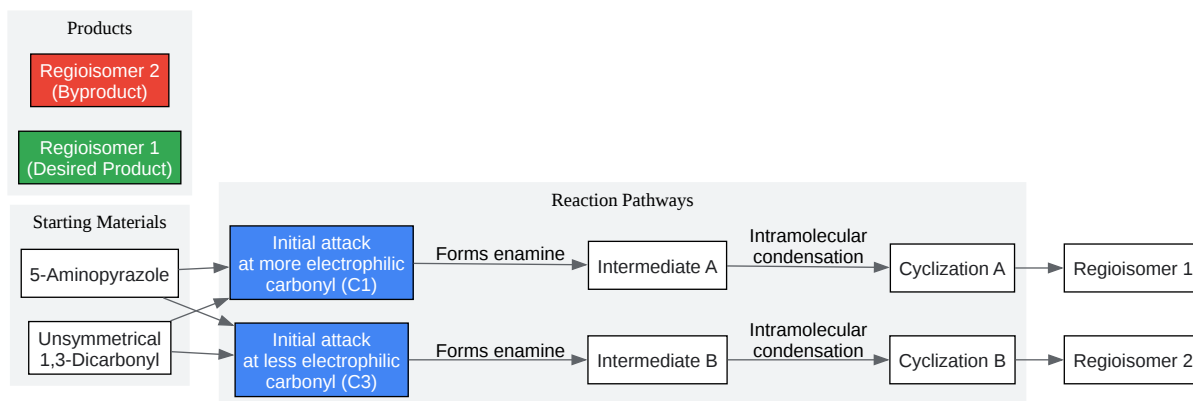 Products
Regioisomer 2
(Byproduct)
Regioisomer 1
(Desired Product)
Starting Materials
5-Aminopyrazole
Unsymmetrical
1,3-Dicarbonyl
Reaction Pathways
Initial attack
at more electrophilic
carbonyl (C1)
Forms enamine
Intermediate A
Intramolecular
condensation
Cyclization A
Regioisomer 1
Initial attack
at less electrophilic
carbonyl (C3)
Forms enamine
Intermediate B
Intramolecular
condensation
Cyclization B
Regioisomer 2